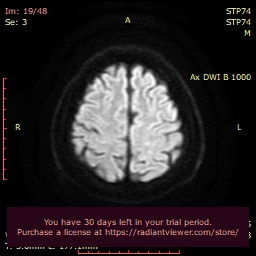 Im: 19/48
STP74
Se: 3
STP74
A
M
Ax DWI B 1000
R
L
You have 30 days left in your trial period.
Purchase a license at https://radiantviewer.com/store/